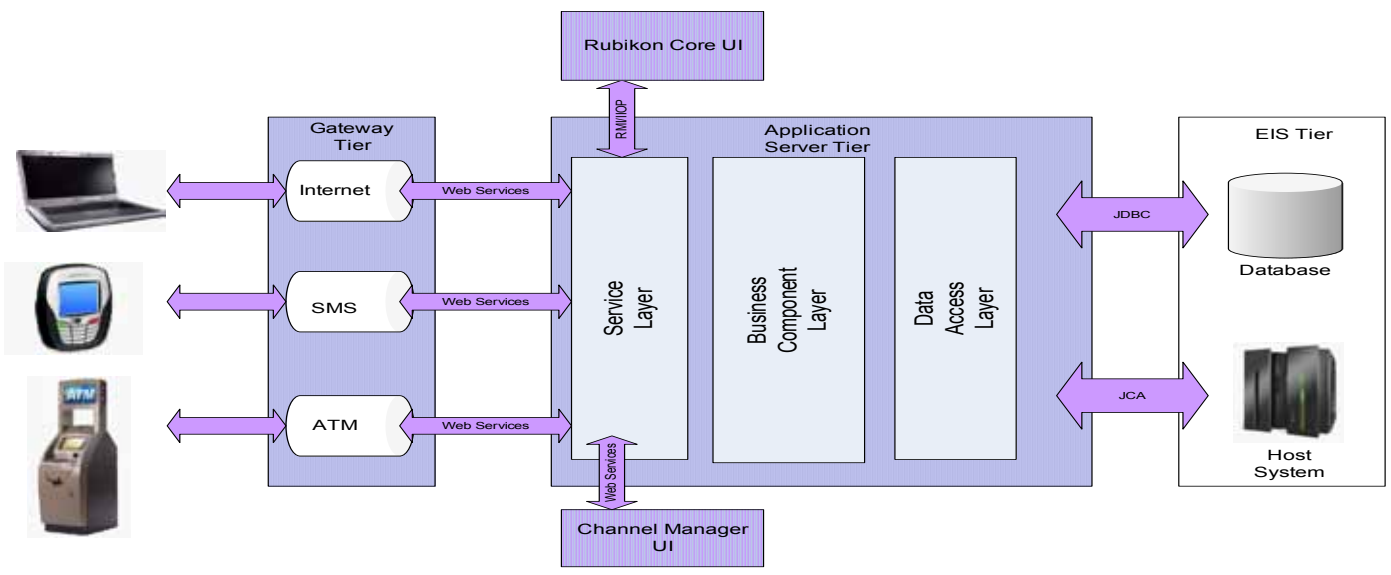 Rubikon Core UI
RMI/IIOP
Gateway
Tier
Application
Server Tier
EIS Tier
Internet
Web Services
JDBC
Database
SMS
Web Services
Service
Layer
Business
Component
Layer
Data
Access
Layer
ATM
ATM
Web Services
JCA
Host
System
Web Services
Channel Manager
UI